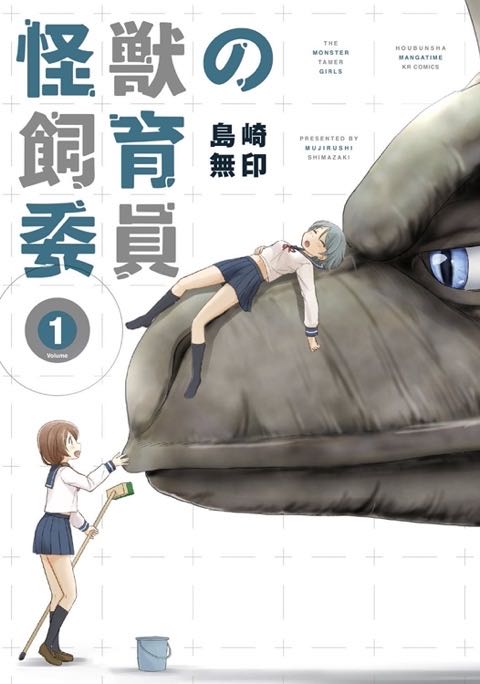 怪獣の
飼育
委員
島崎
無印
THE
MONSTER
TAMER
GIRLS
HOUBUNSHA
MANGATIME
KR COMICS
PRESENTED BY
MUJIRUSHI
SHIMAZAKI
1
Volume